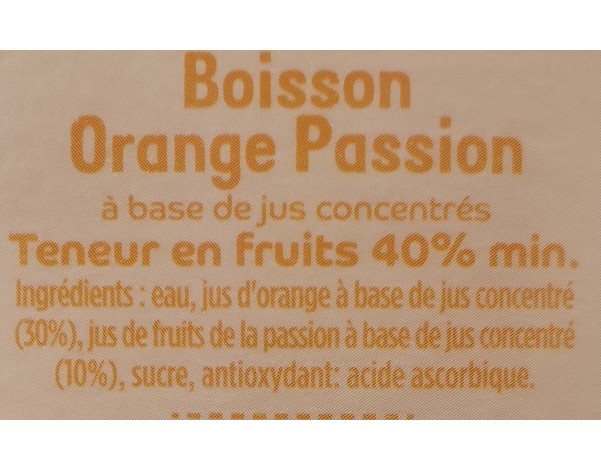 Boisson
Orange Passion
à base de jus concentrés
Teneur en fruits 40% min.
Ingrédients : eau, jus d'orange à base de jus concentré
(30%), jus de fruits de la passion à base de jus concentré
(10%), sucre, antioxydant: acide ascorbique.